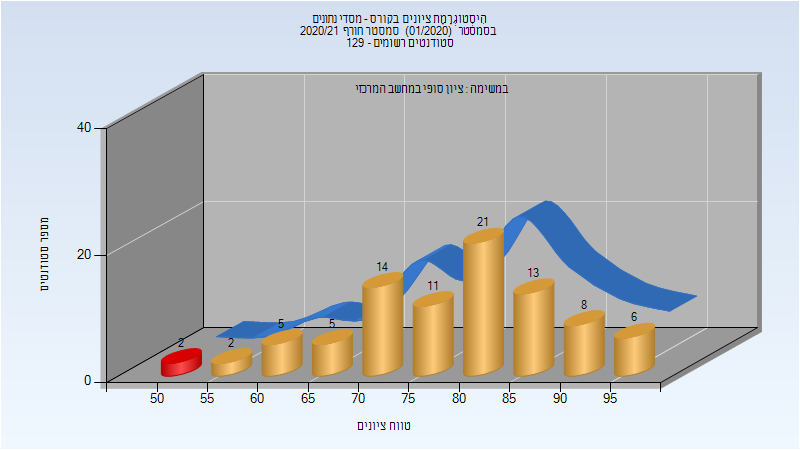 היסטוגרמת ציונים בקורס - מסדי נתונים
בסמסטר (01/2020) סמסטר חורף 2020/21
סטודנטים רשומים - 129
במשימה : ציון סופי במחשב המרכזי
מספר סטודנטים
40
20
0
2
2
5
5
14
11
21
13
8
6
50 55 60 65 70 75 80 85 90 95
טווח ציונים